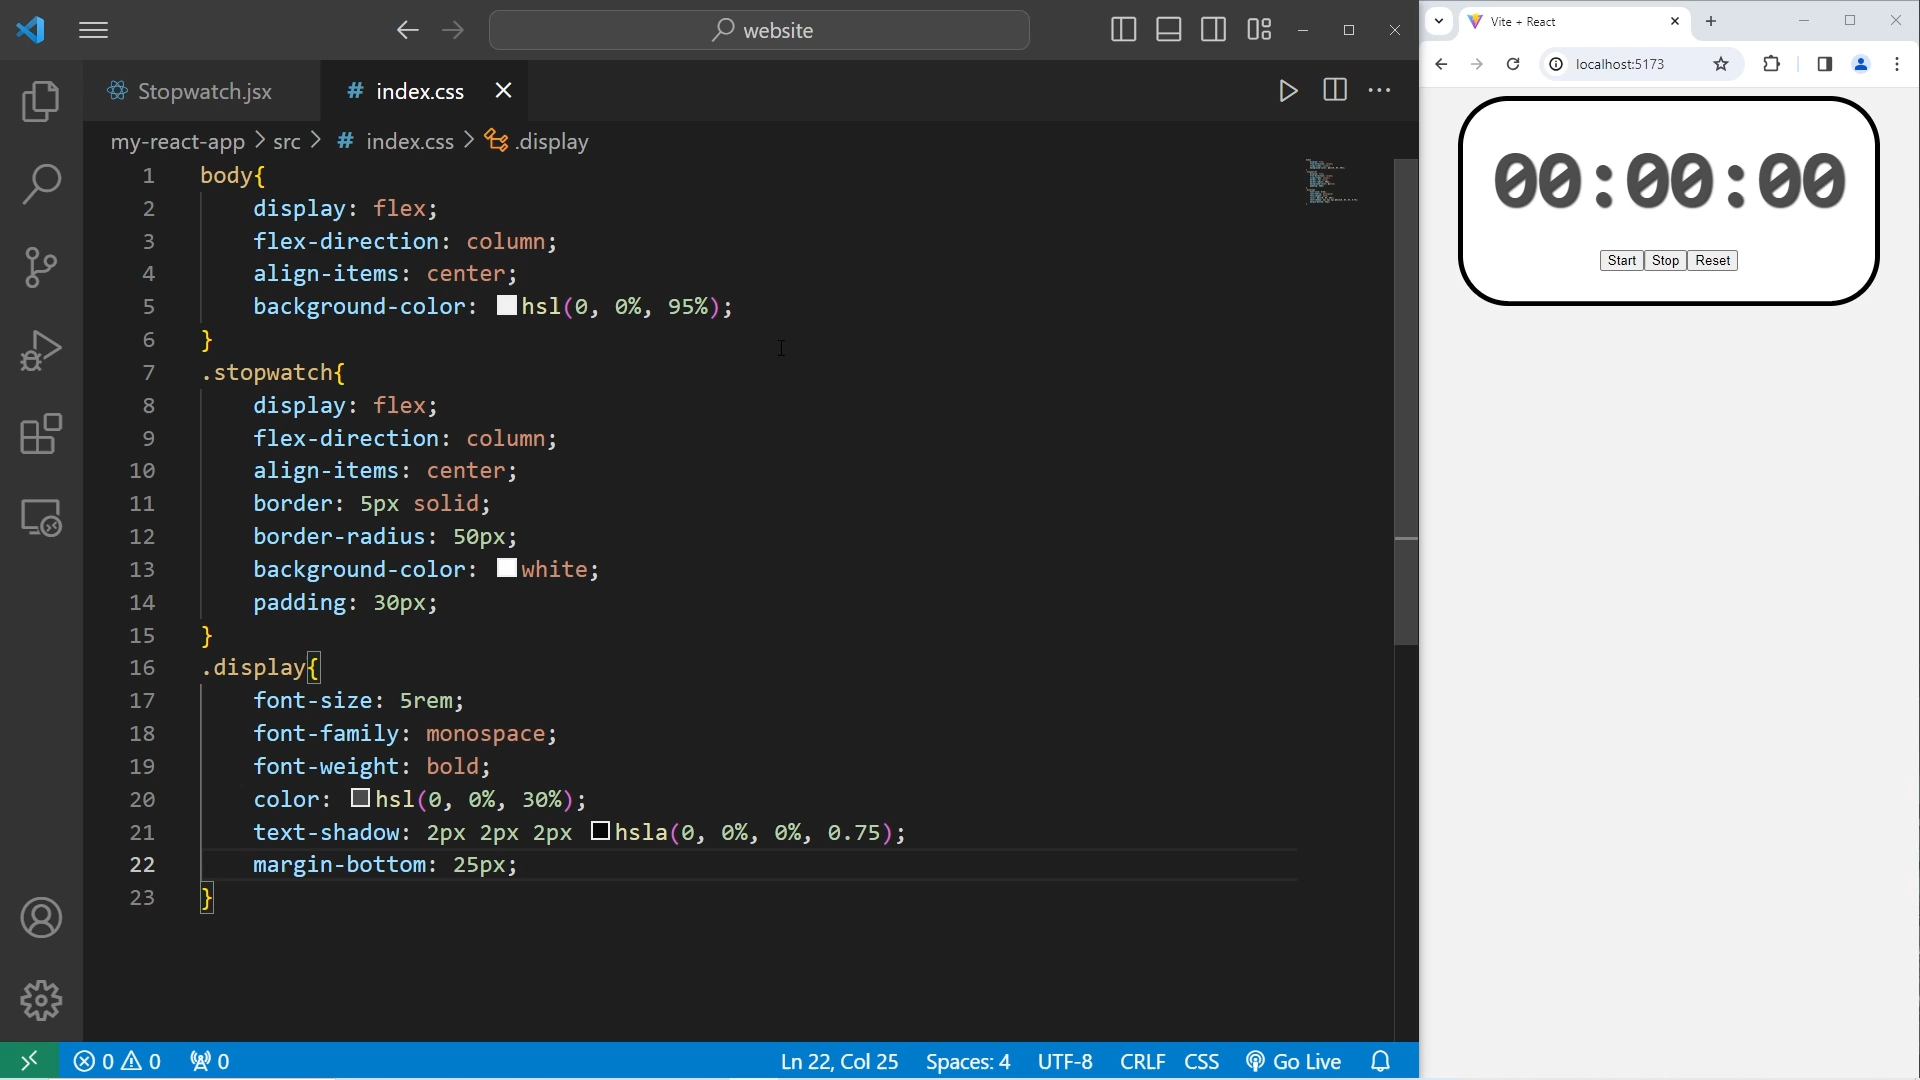 website
Stopwatch.jsx
# index.css
my-react-app > src > # index.css > .display
1 body{
2 display: flex;
3 flex-direction: column;
4 align-items: center;
5 background-color: hsl(0, 0%, 95%);
6 }
7 .stopwatch{
8 display: flex;
9 flex-direction: column;
10 align-items: center;
11 border: 5px solid;
12 border-radius: 50px;
13 background-color: white;
14 padding: 30px;
15 }
16 .display{
17 font-size: 5rem;
18 font-family: monospace;
19 font-weight: bold;
20 color: hsl(0, 0%, 30%);
21 text-shadow: 2px 2px 2px hsla(0, 0%, 0%, 0.75);
22 margin-bottom: 25px;
23 }
0 0 0 Ln 22, Col 25 Spaces: 4 UTF-8 CRLF CSS Go Live
Vite + React
localhost:5173
00:00:00
Start Stop Reset